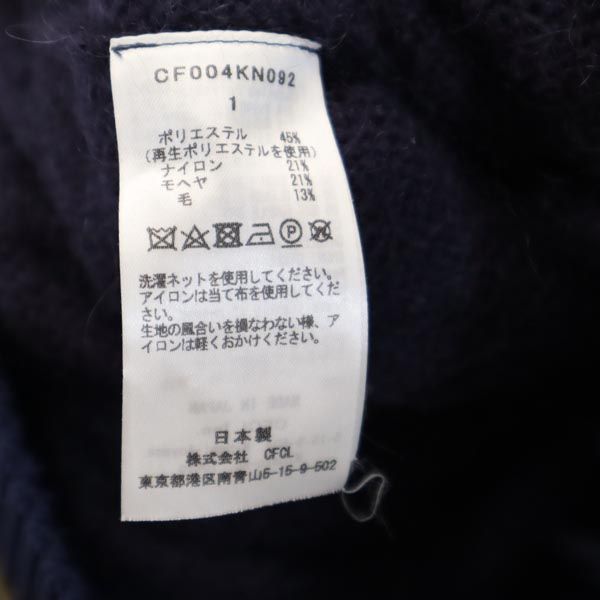 CF004KN092
1
ポリエステル 45%
(再生ポリエステルを使用)
ナイロン 21%
モヘヤ 21%
毛 13%
洗濯ネットを使用してください。
アイロンは当て布を使用してくださ
い。
生地の風合いを損なわない様、ア
イロンは軽くおかけください。
MADE IN JAPAN
日本製
株式会社 CFCL
東京都港区南青山5-15-9-502